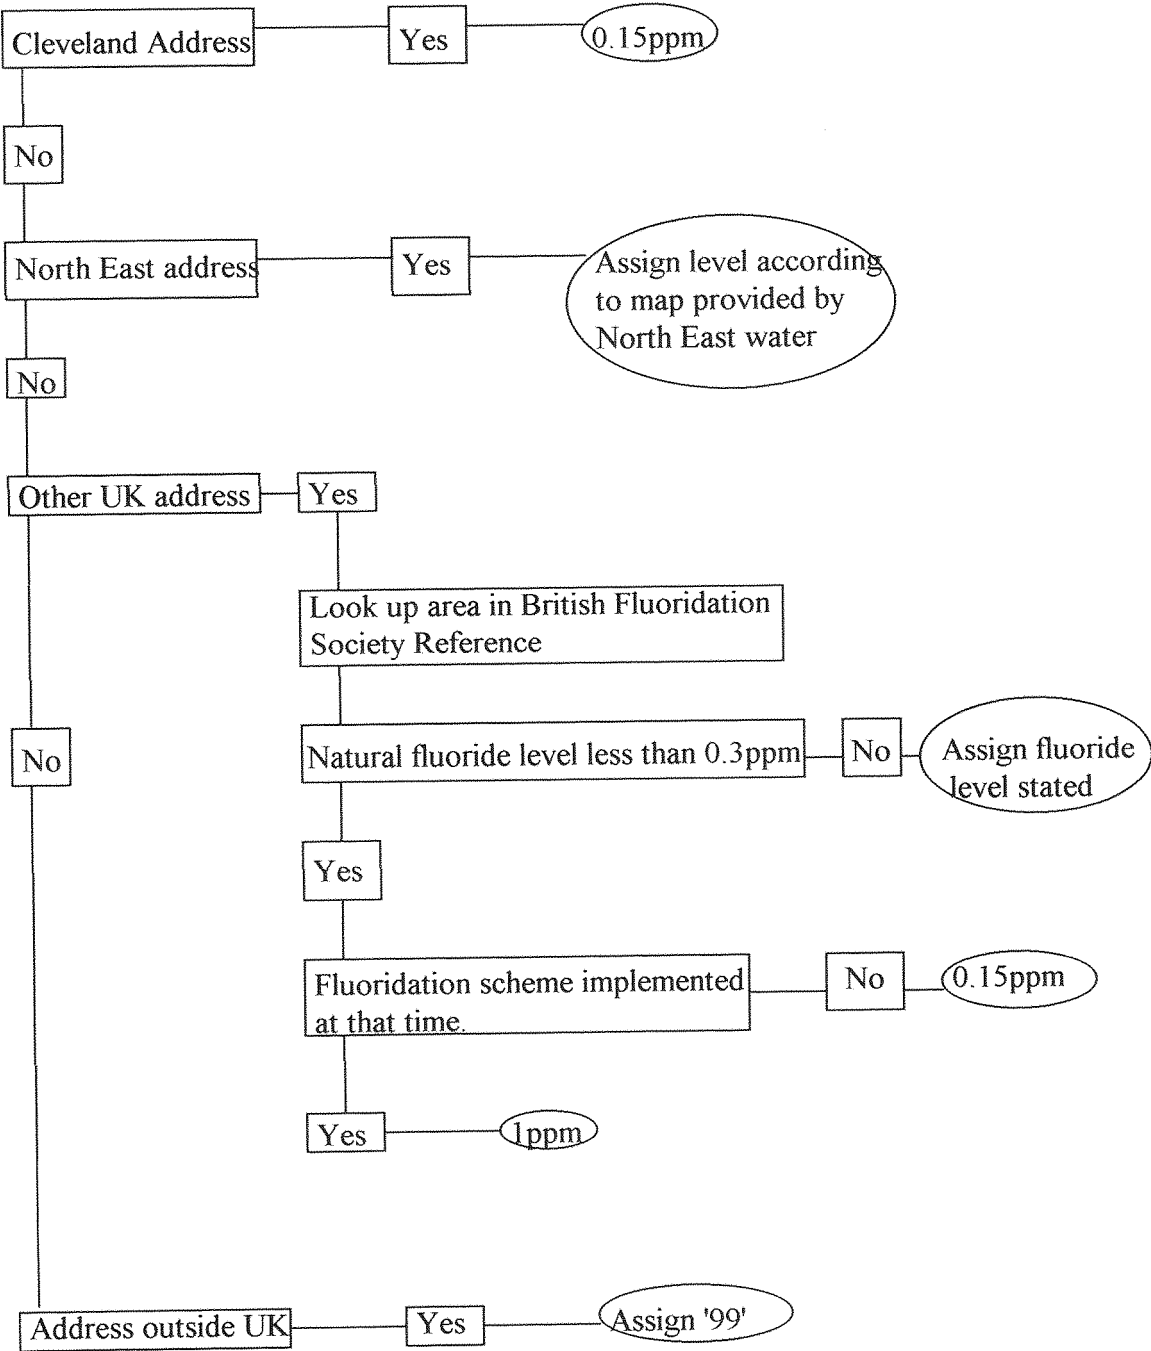 Cleveland Address
Yes
0.15ppm
No
North East address
Yes
Assign level according
to map provided by
North East water
No
Other UK address
Yes
Look up area in British Fluoridation
Society Reference
No
Natural fluoride level less than 0.3ppm
No
Assign fluoride
level stated
Yes
Fluoridation scheme implemented
at that time.
No
0.15ppm
Yes
1ppm
Address outside UK
Yes
Assign '99'